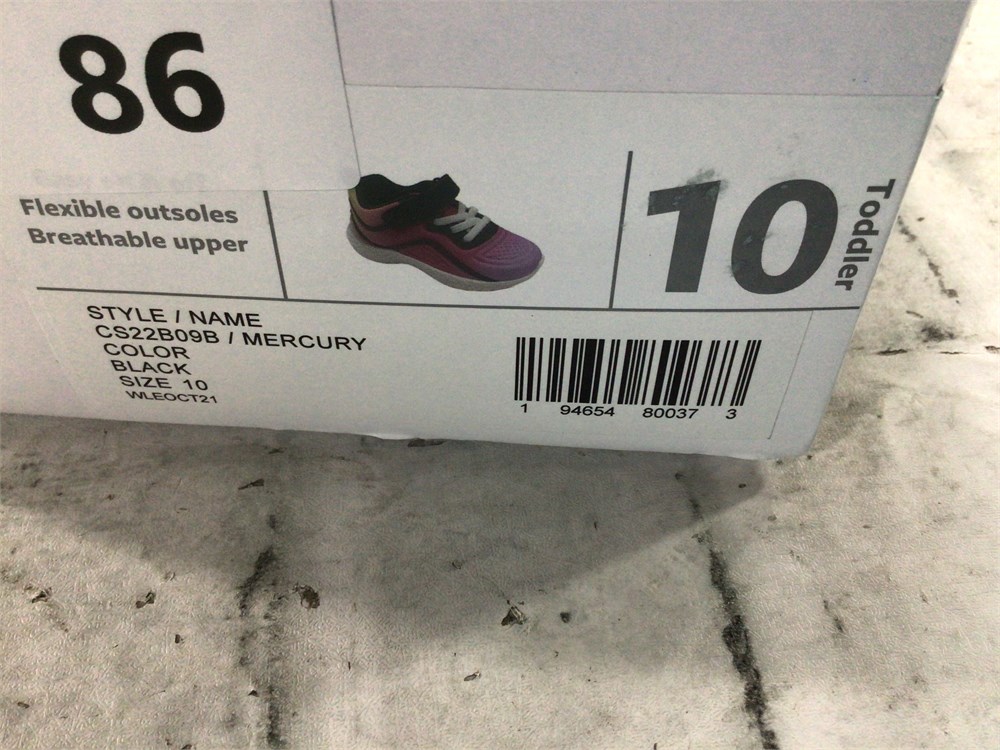 86
Flexible outsoles
Breathable upper
10
Toddler
STYLE / NAME
CS22B09B / MERCURY
COLOR
BLACK
SIZE 10
WLEOCT21
1 94654 80037 3